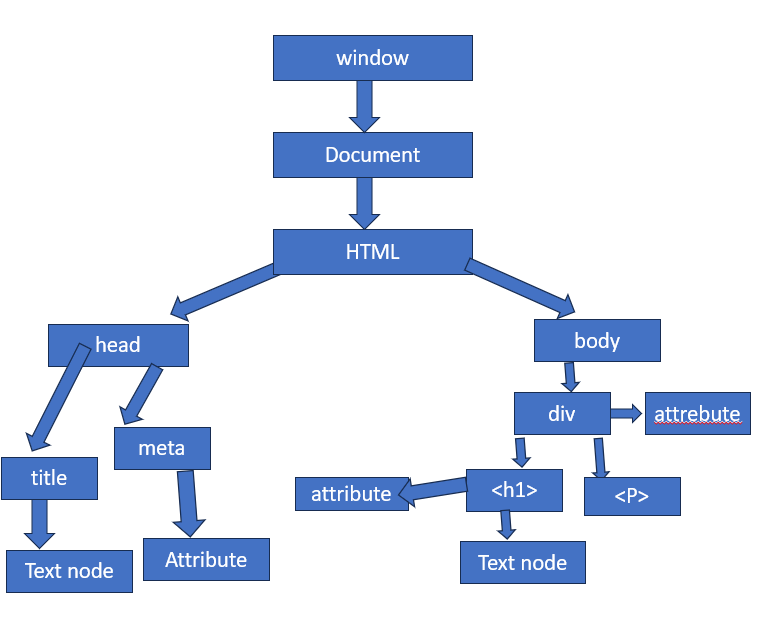 window
Document
HTML
head
body
div
attrebute
meta
title
attribute
<h1>
<P>
Text node
Attribute
Text node